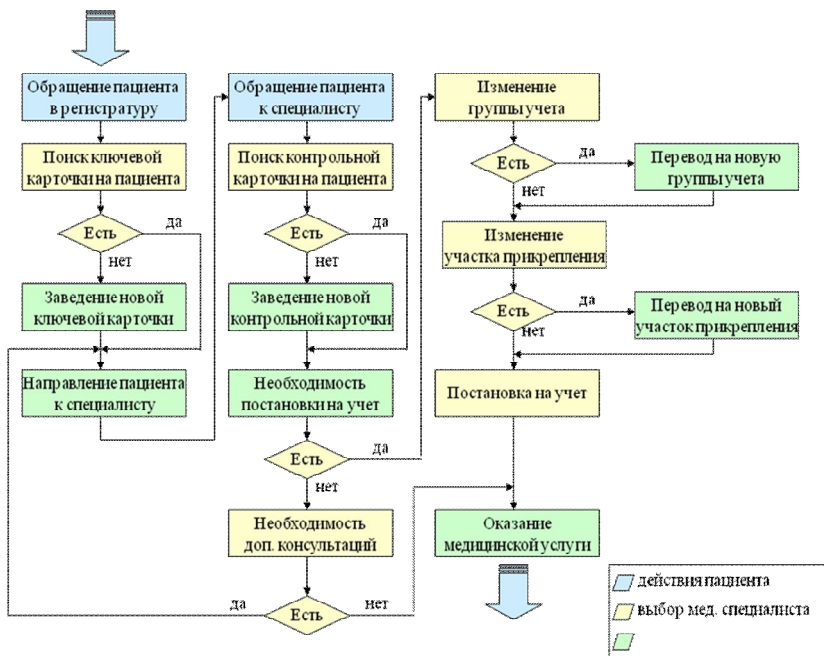 Обращение пациента
в регистратуру
Поиск ключевой
карточки на пациента
Есть
да
нет
Заведение новой
ключевой карточки
Направление пациента
к специалисту
Обращение пациента
к специалисту
Поиск контрольной
карточки на пациента
Есть
да
нет
Заведение новой
контрольной карточки
Необходимость
постановки на учет
Есть
да
нет
Необходимость
доп. консультаций
да
Есть
нет
Изменение
группы учета
Есть
да
нет
Перевод на новую
группы учета
Изменение
участка прикрепления
Есть
да
нет
Перевод на новый
участок прикрепления
Постановка на учет
Оказание
медицинской услуги
действия пациента
выбор мед. специалиста